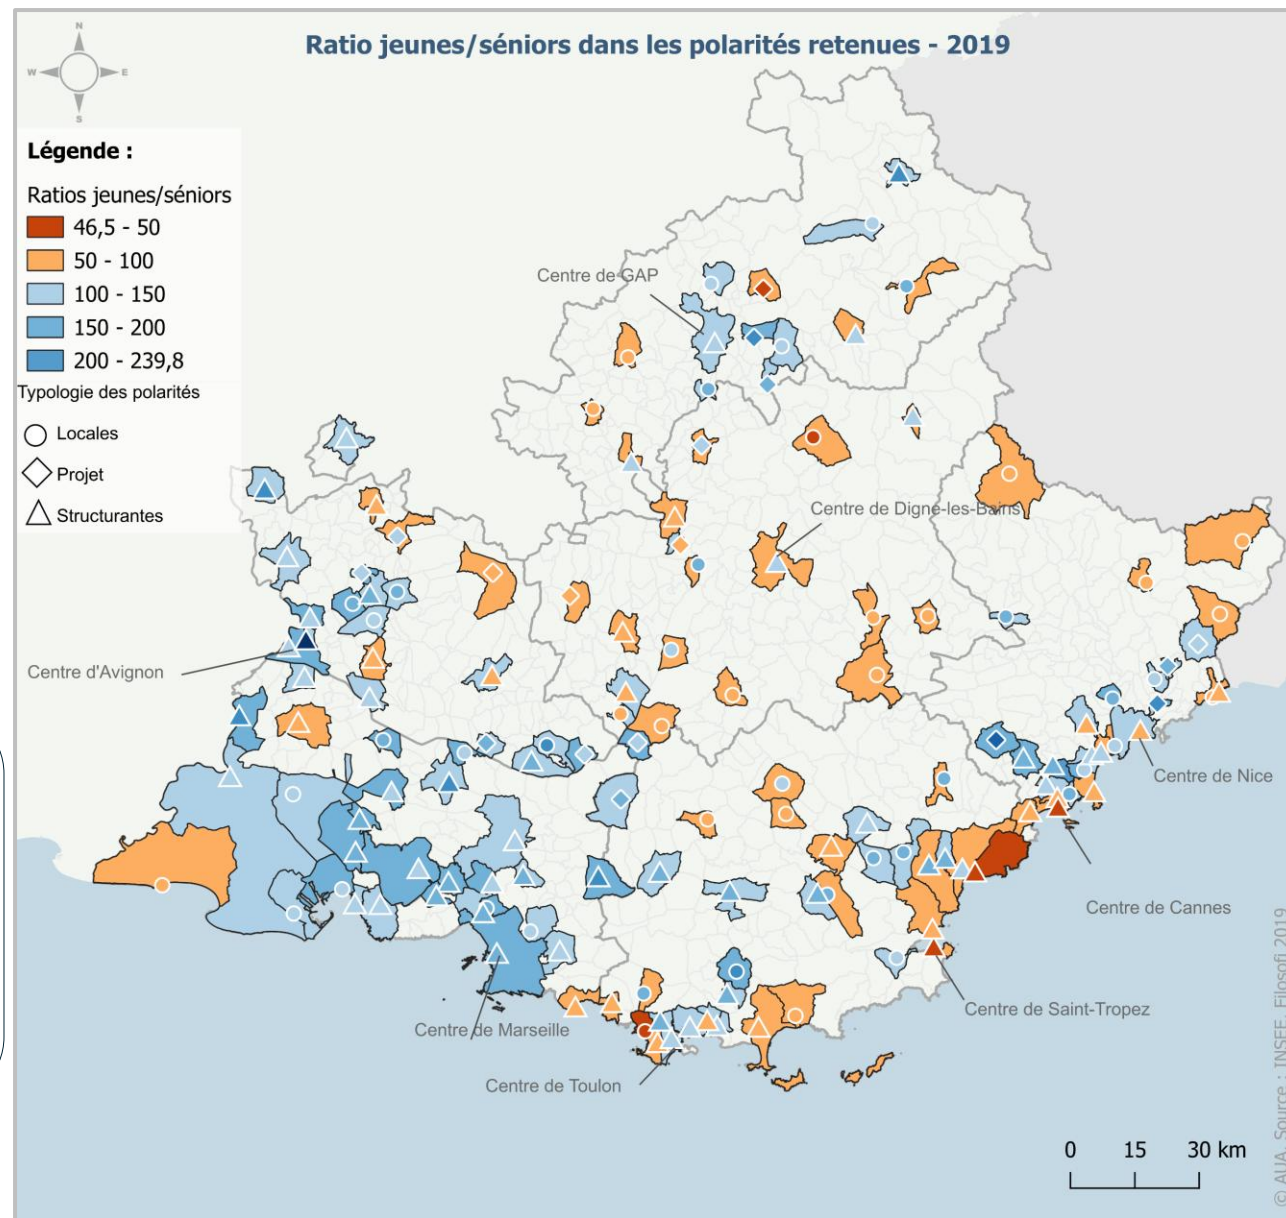 Ratio jeunes/séniors dans les polarités retenues - 2019
N
W
E
S
Légende :
Ratios jeunes/séniors
46,5 - 50
50 - 100
100 - 150
150 - 200
200 - 239,8
Typologie des polarités
Locales
Projet
Structurantes
Centre de GAP
Centre de Digne-les-Bains
Centre d'Avignon
Centre de Nice
Centre de Cannes
Centre de Saint-Tropez
Centre de Marseille
Centre de Toulon
0 15 30 km
© AUA, Source : INSEE, Filosofi 2019